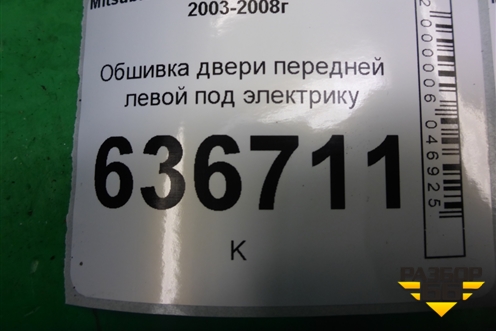 2003-2008г
Обшивка двери передней
левой под электрику
636711
К
2000006046925
РАЗБОР